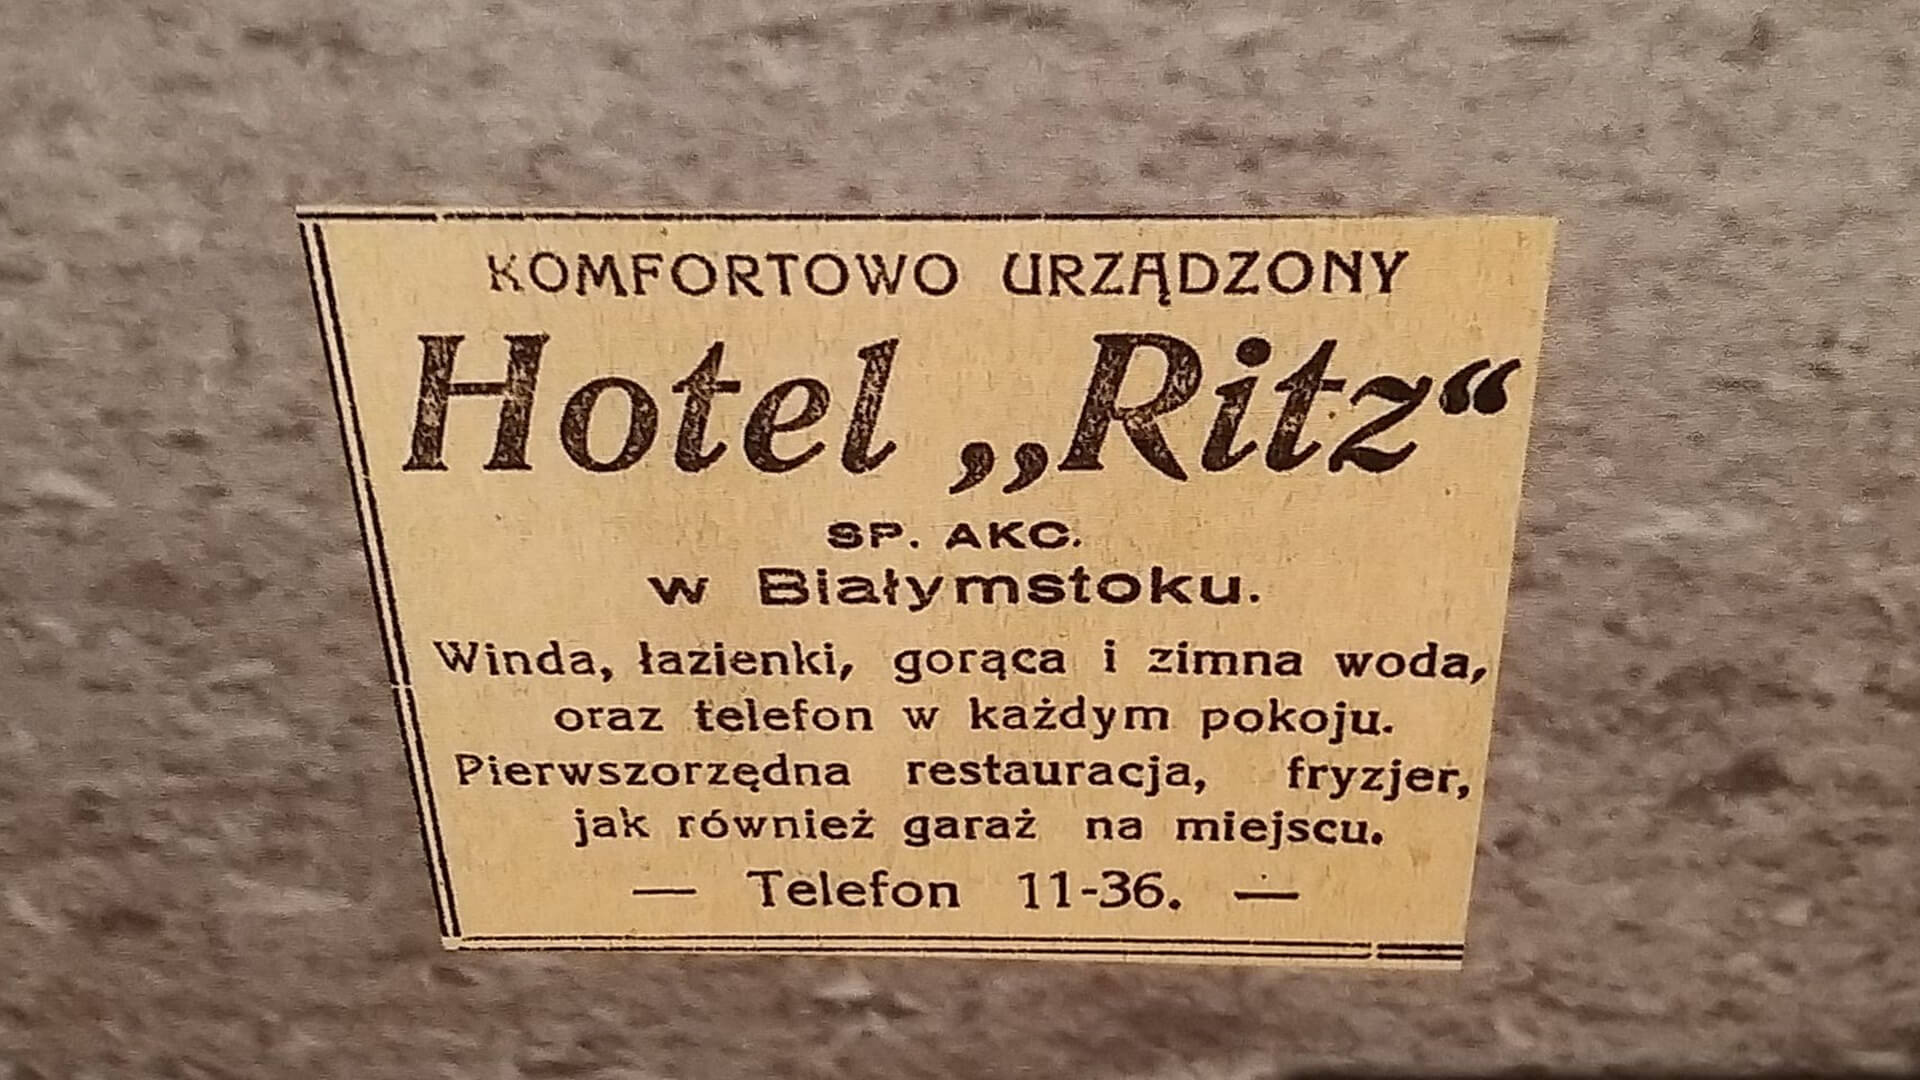 KOMFORTOWO URZĄDZONY
Hotel „Ritz“
SP. AKC.
w Białymstoku.
Winda, łazienki, gorąca i zimna woda,
oraz telefon w każdym pokoju.
Pierwszorzędna restauracja, fryzjer,
jak również garaż na miejscu.
— Telefon 11-36. —